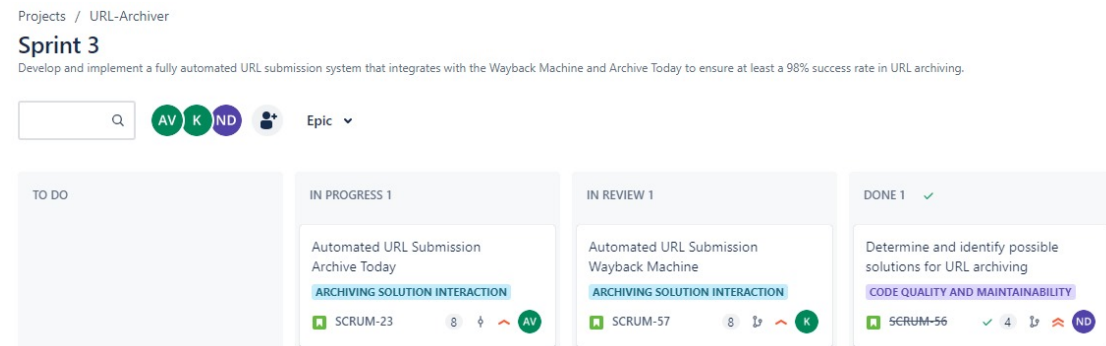 Projects / URL-Archiver
Sprint 3
Develop and implement a fully automated URL submission system that integrates with the Wayback Machine and Archive Today to ensure at least a 98% success rate in URL archiving.
AV K ND Epic
TO DO
IN PROGRESS 1
Automated URL Submission
Archive Today
ARCHIVING SOLUTION INTERACTION
SCRUM-23 8 AV
IN REVIEW 1
Automated URL Submission
Wayback Machine
ARCHIVING SOLUTION INTERACTION
SCRUM-57 8 K
DONE 1
Determine and identify possible
solutions for URL archiving
CODE QUALITY AND MAINTAINABILITY
SCRUM-56 4 ND